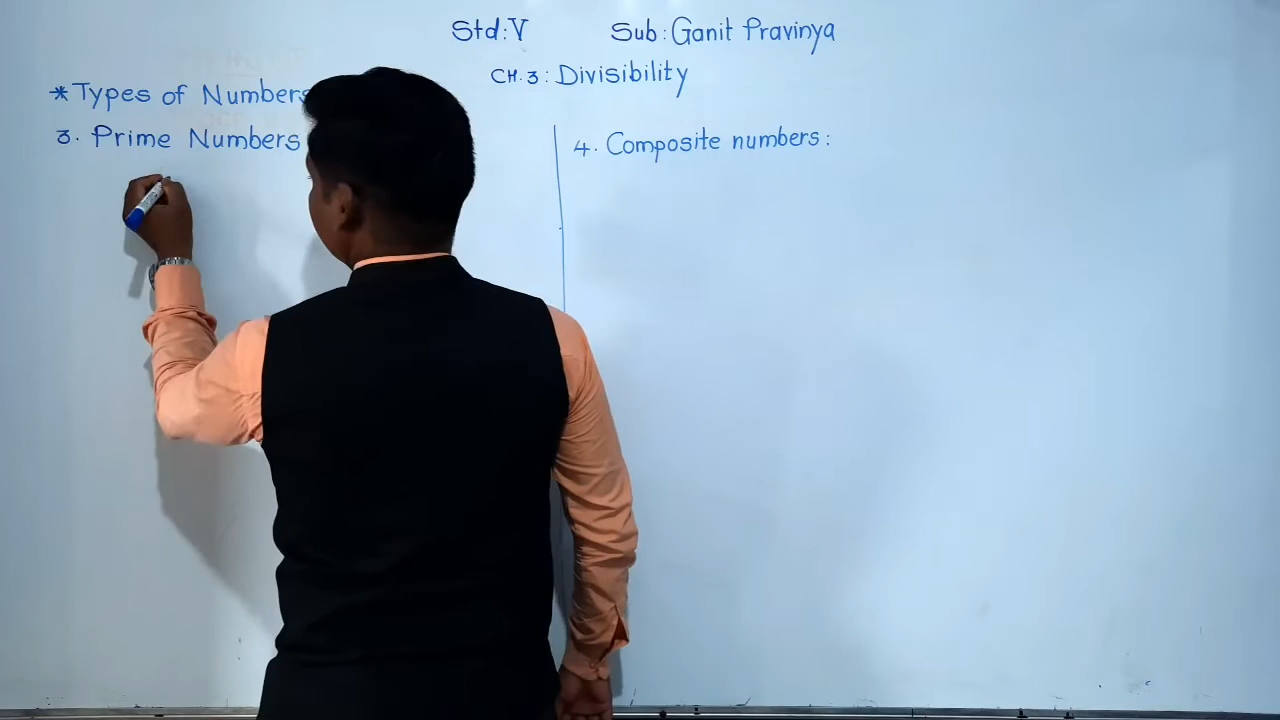 Std:V Sub: Ganit Pravinya
CH. 3: Divisibility
*Types of Numbers
3. Prime Numbers
4. Composite numbers: